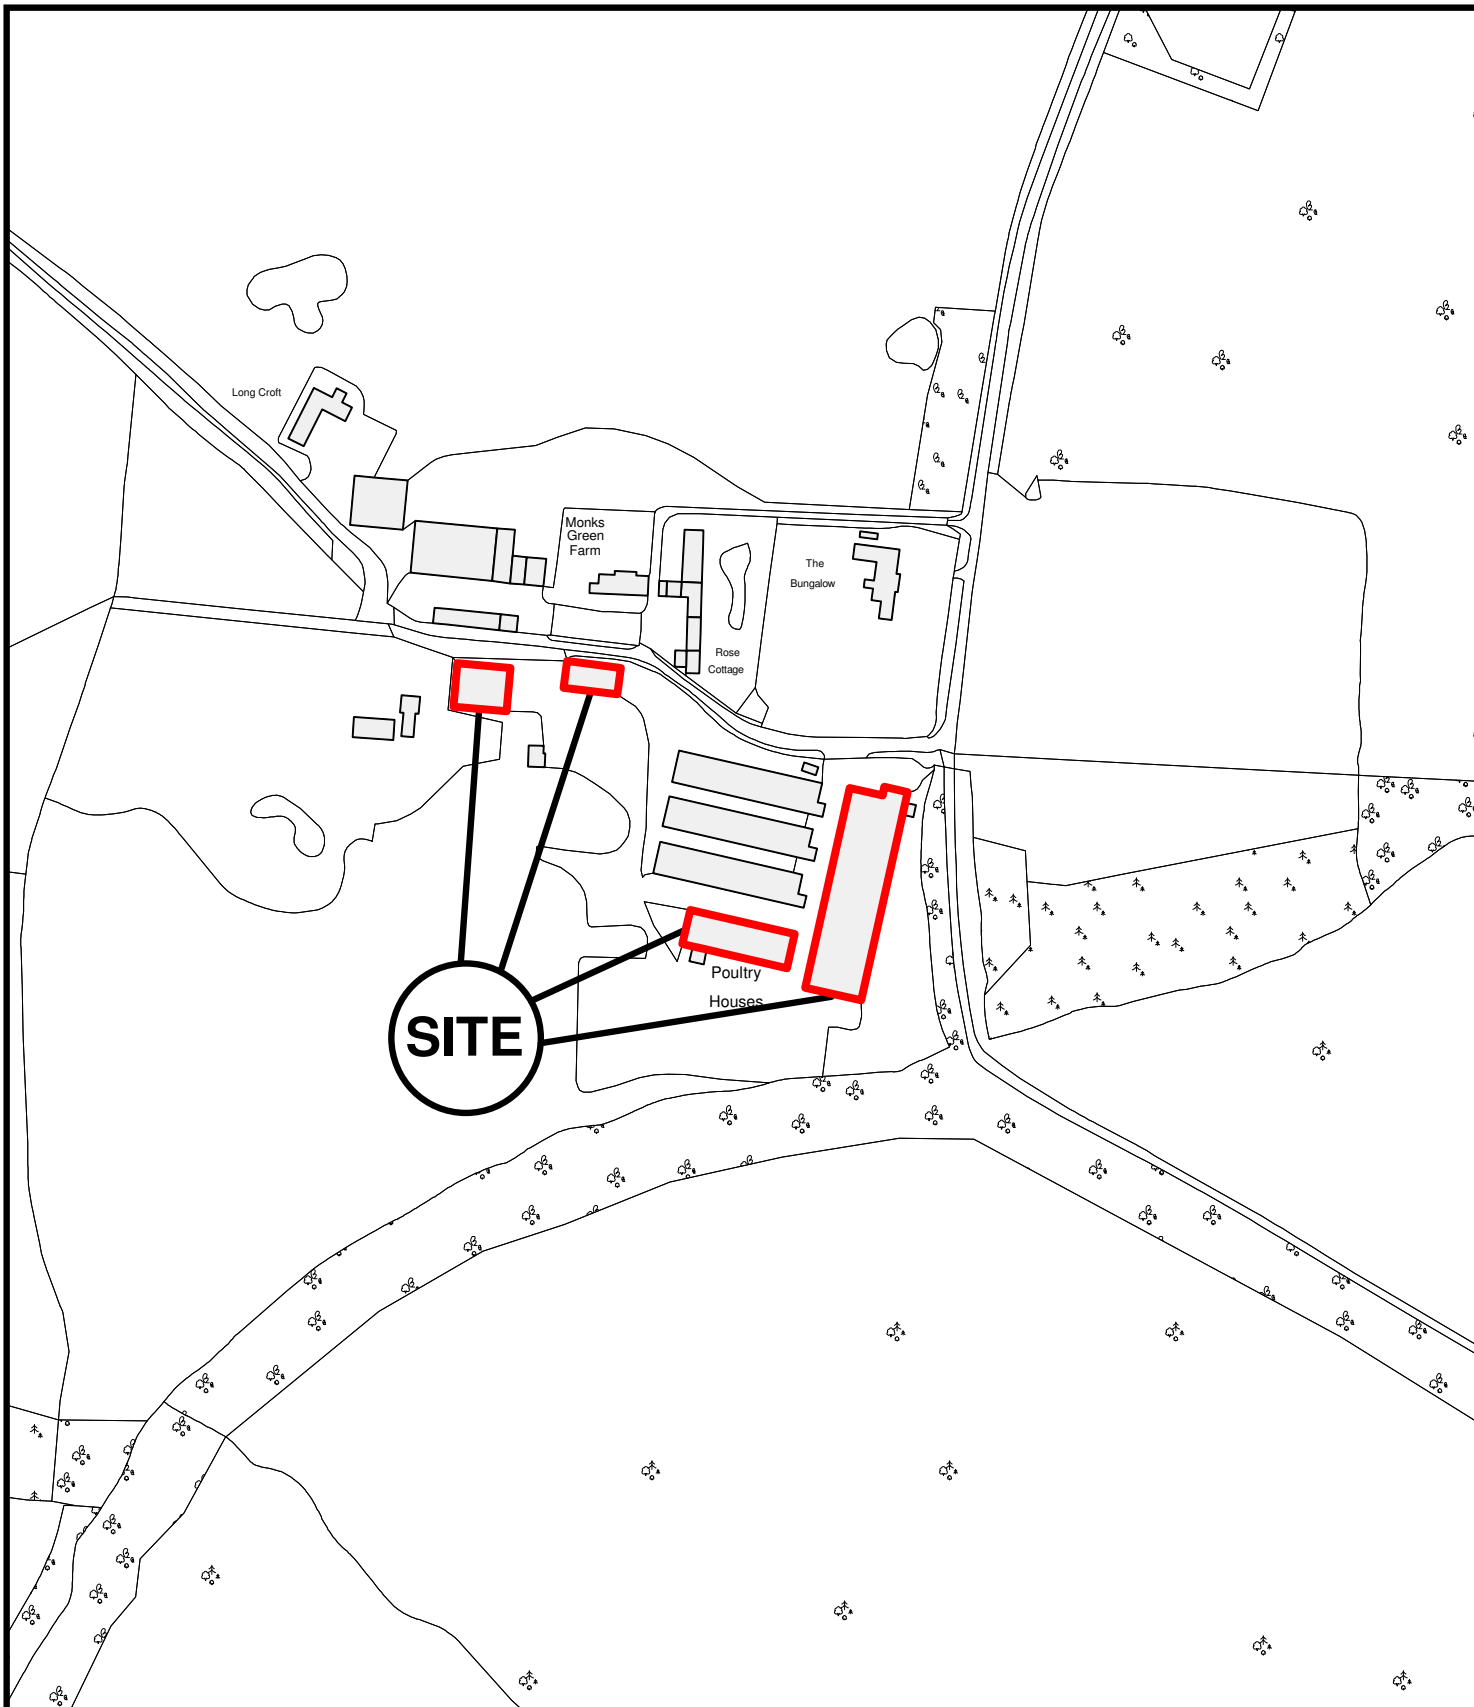 Long Croft
Monks
Green
Farm
The
Bungalow
Rose
Cottage
Poultry
Houses
SITE